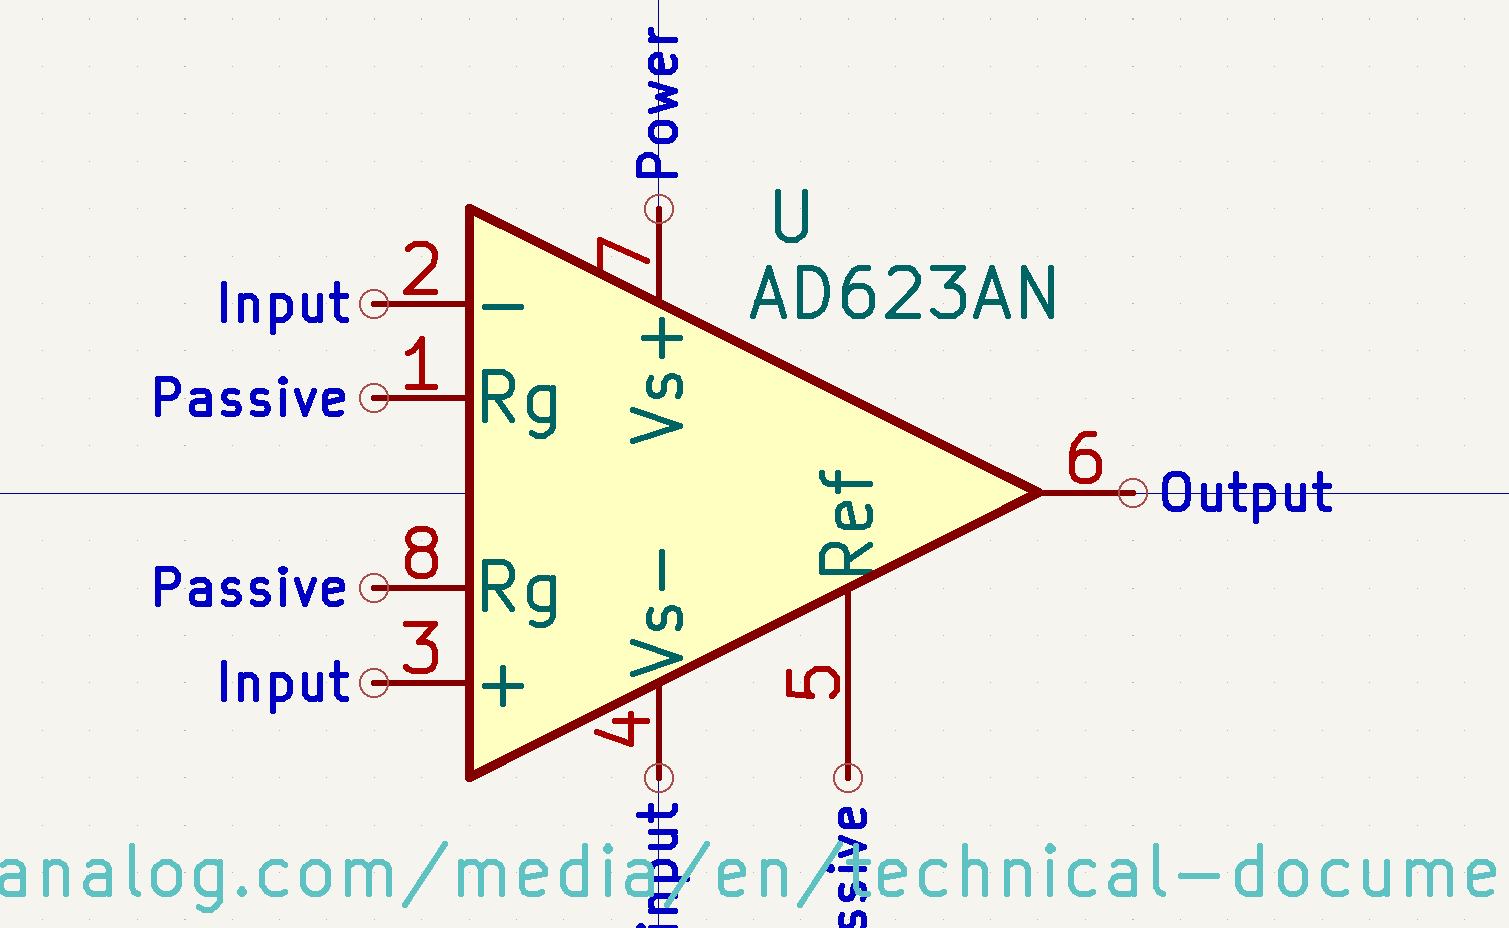 Power
7
U
AD623AN
2
Input
-
1
Passive
Rg
Vs+
6
Output
Ref
8
Passive
Rg
Vs-
3
Input
+
4
5
input
ssive
analog.com/media/en/technical-docume